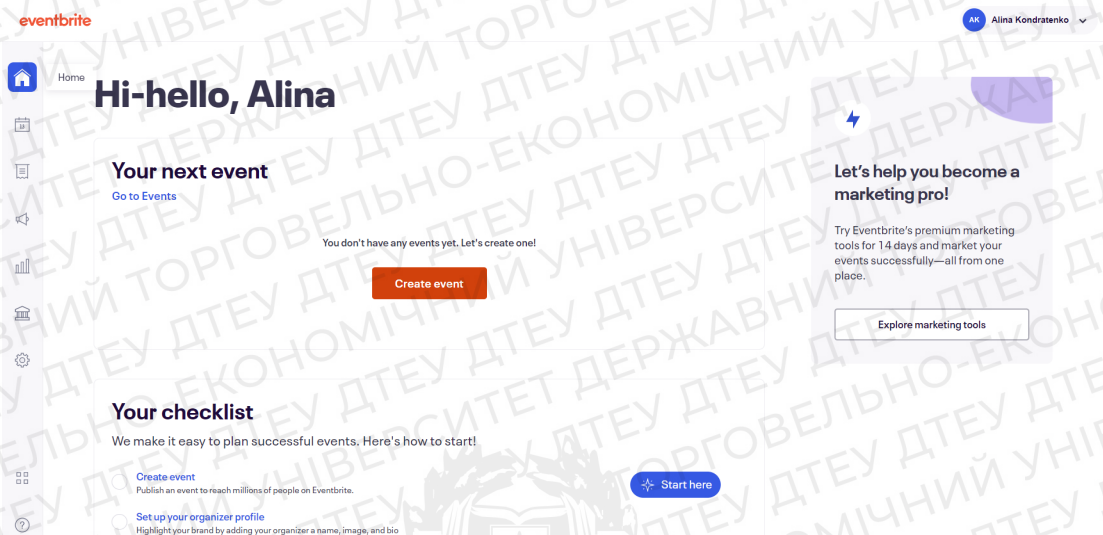 eventbrite
AK Alina Kondratenko
Home
Hi-hello, Alina
Your next event
Go to Events
You don't have any events yet. Let's create one!
Create event
Let's help you become a
marketing pro!
Try Eventbrite's premium marketing
tools for 14 days and market your
events successfully—all from one
place.
Explore marketing tools
Your checklist
We make it easy to plan successful events. Here's how to start!
Create event
Publish an event to reach millions of people on Eventbrite.
Start here
Set up your organizer profile
Highlight your brand by adding your organizer a name, image, and bio
ДТЕУ ДЕРЖАВНИЙ ТОРГОВЕЛЬНО-ЕКОНОМІЧНИЙ УНІВЕРСИТЕТ ДТЕУ